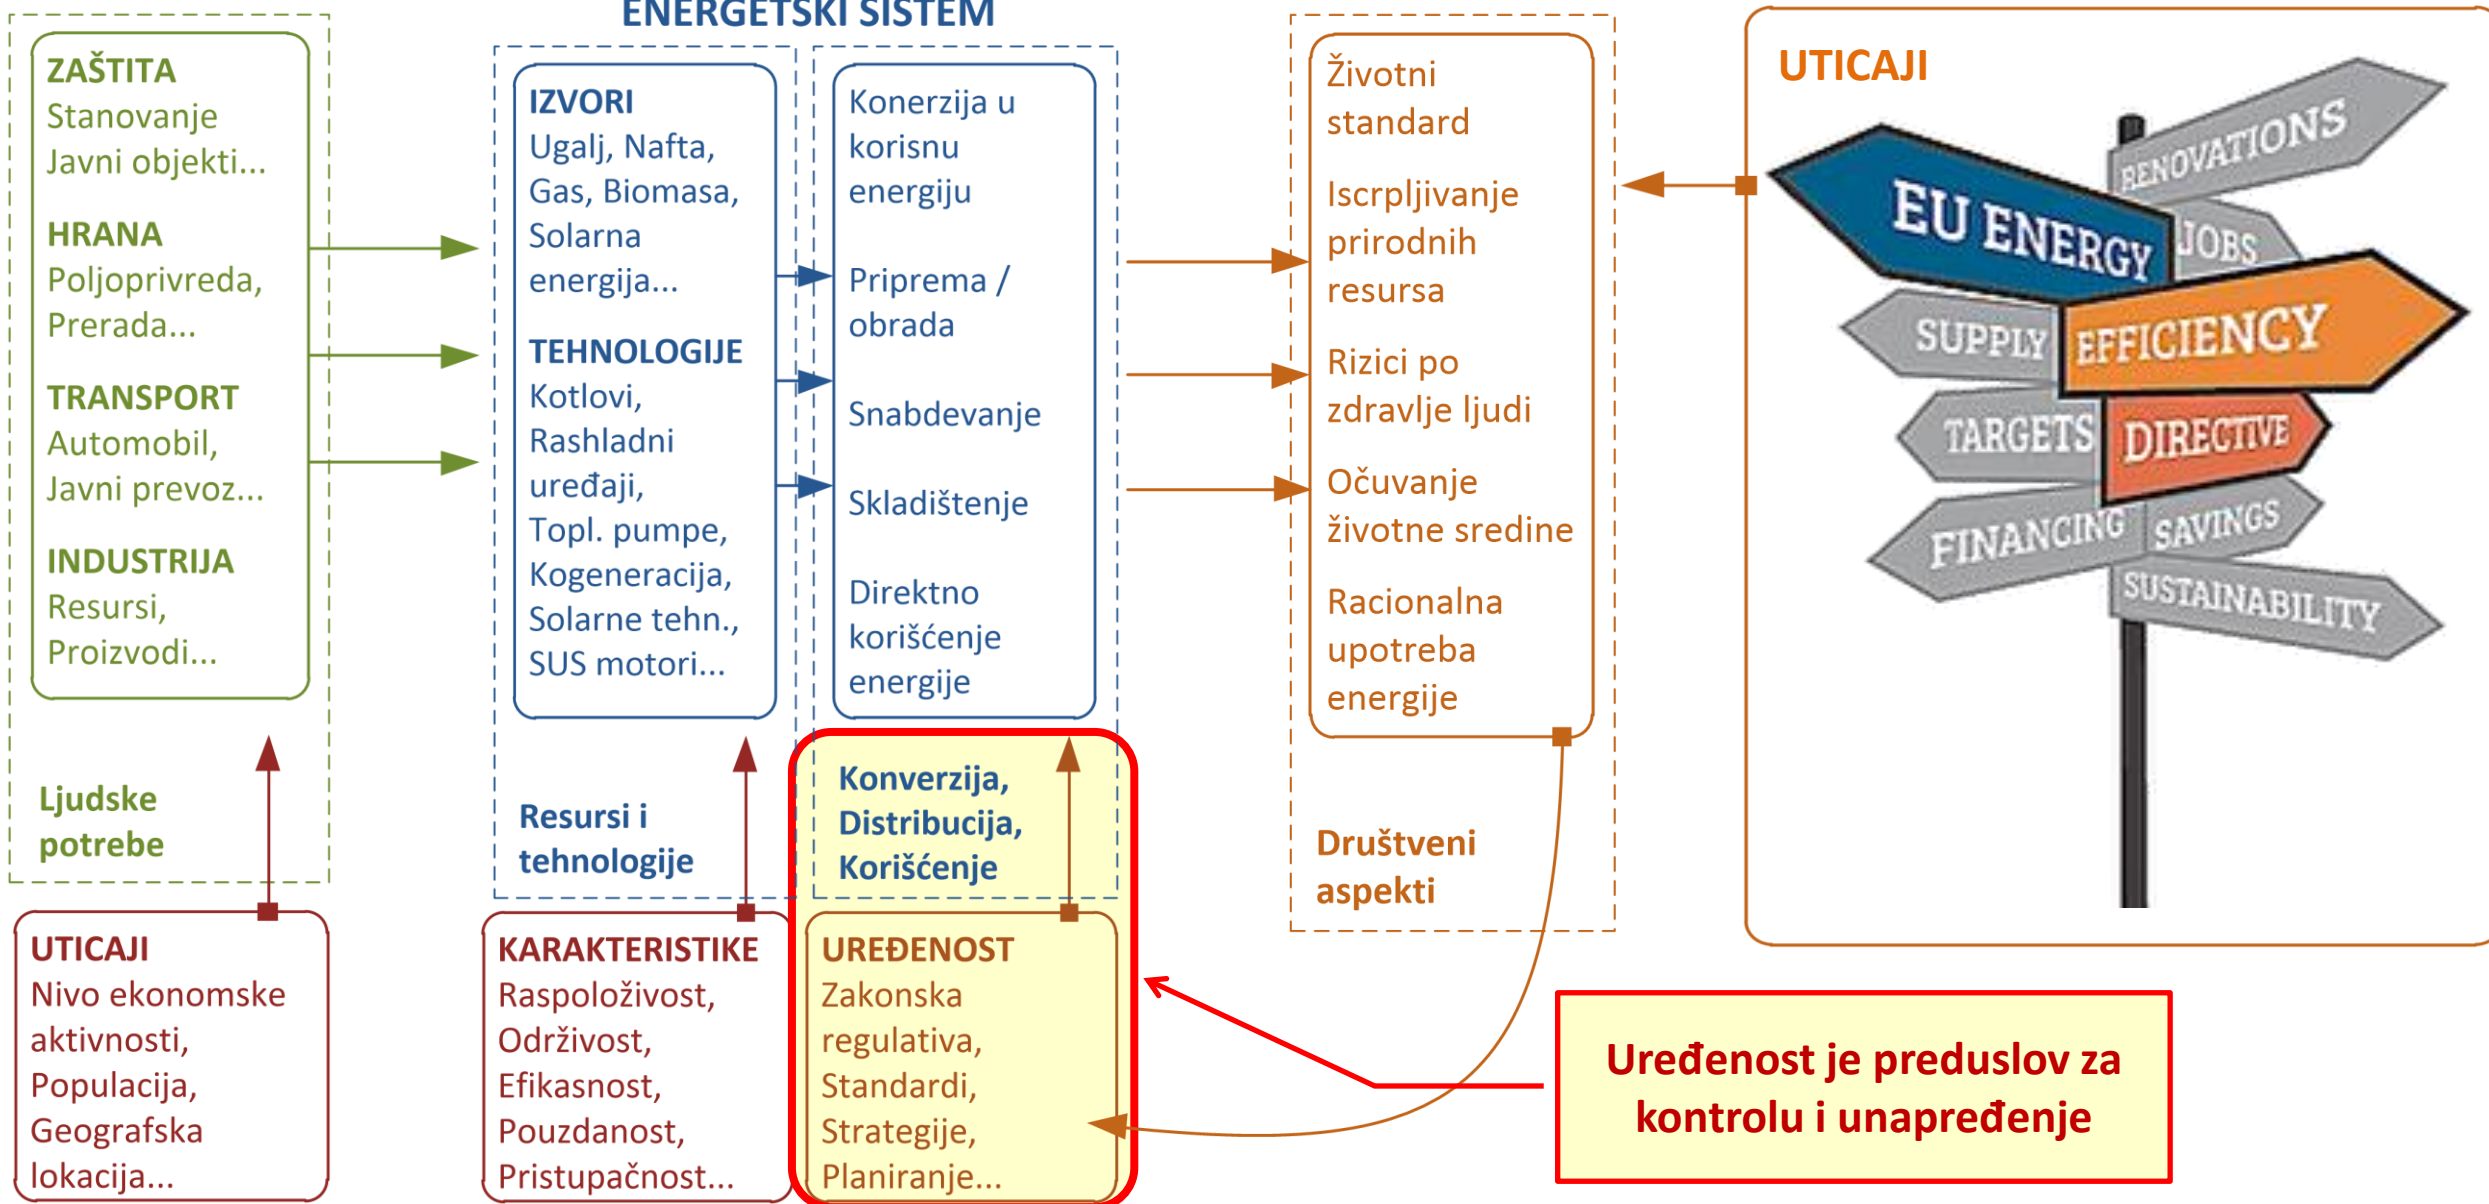 ENERGETSKI SISTEM
ZAŠTITA
Stanovanje
Javni objekti...
HRANA
Poljoprivreda,
Prerada...
TRANSPORT
Automobil,
Javni prevoz...
INDUSTRIJA
Resursi,
Proizvodi...
Ljudske
potrebe
UTICAJI
Nivo ekonomske
aktivnosti,
Populacija,
Geografska
lokacija...
IZVORI
Ugalj, Nafta,
Gas, Biomasa,
Solarna
energija...
TEHNOLOGIJE
Kotlovi,
Rashladni
uređaji,
Topl. pumpe,
Kogeneracija,
Solarne tehn.,
SUS motori...
Resursi i
tehnologije
KARAKTERISTIKE
Raspoloživost,
Održivost,
Efikasnost,
Pouzdanost,
Pristupačnost...
Konerzija u
korisnu
energiju
Priprema /
obrada
Snabdevanje
Skladištenje
Direktno
korišćenje
energije
Konverzija,
Distribucija,
Korišćenje
UREĐENOST
Zakonska
regulativa,
Standardi,
Strategije,
Planiranje...
Životni
standard
Iscrpljivanje
prirodnih
resursa
Rizici po
zdravlje ljudi
Očuvanje
životne sredine
Racionalna
upotreba
energije
Društveni
aspekti
UTICAJI
RENOVATIONS
EU ENERGY
JOBS
SUPPLY
EFFICIENCY
TARGETS
DIRECTIVE
FINANCING
SAVINGS
SUSTAINABILITY
Uređenost je preduslov za
kontrolu i unapređenje